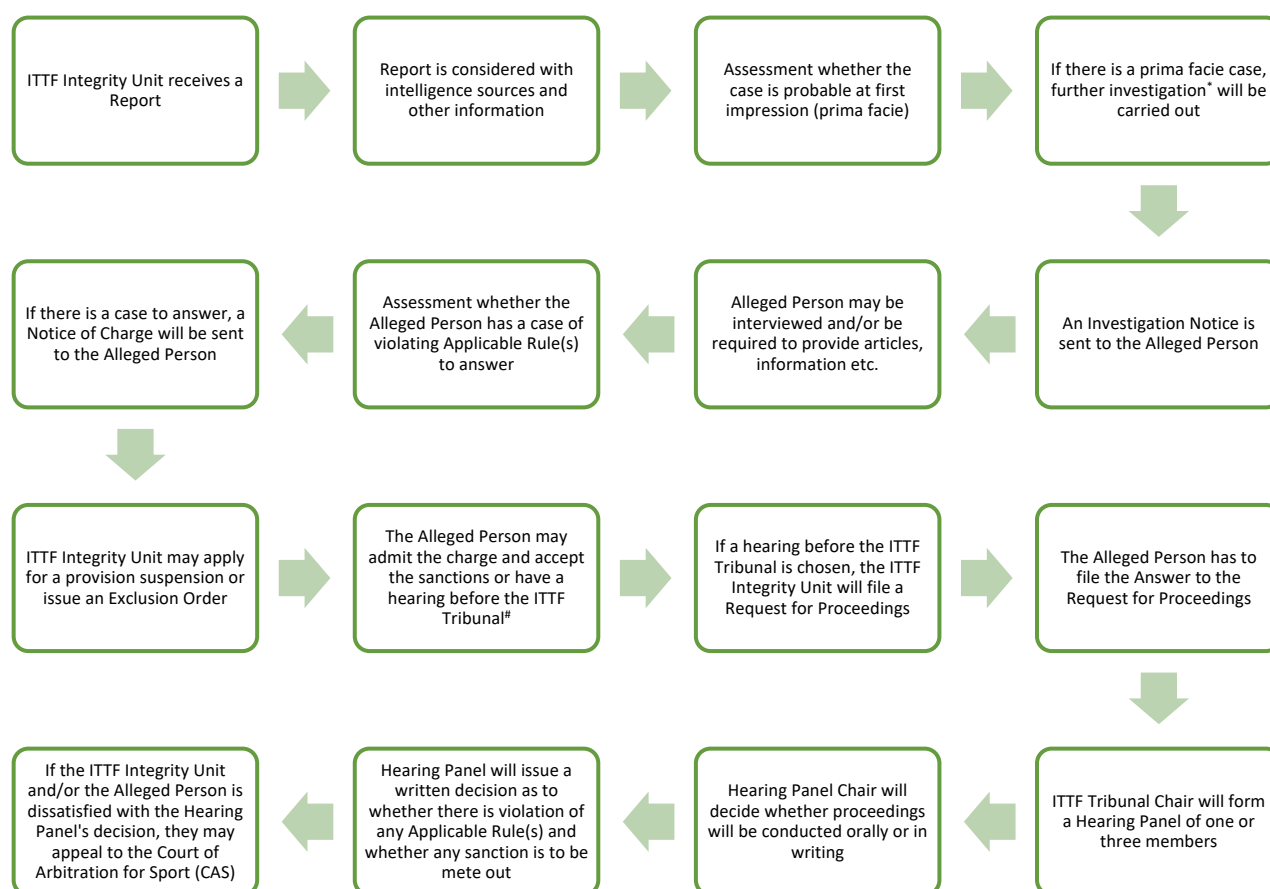 ITTF Integrity Unit receives a
Report
Report is considered with
intelligence sources and
other information
Assessment whether the
case is probable at first
impression (prima facie)
If there is a prima facie case,
further investigation* will be
carried out
An Investigation Notice is
sent to the Alleged Person
Alleged Person may be
interviewed and/or be
required to provide articles,
information etc.
Assessment whether the
Alleged Person has a case of
violating Applicable Rule(s)
to answer
If there is a case to answer, a
Notice of Charge will be sent
to the Alleged Person
ITTF Integrity Unit may apply
for a provision suspension or
issue an Exclusion Order
The Alleged Person may
admit the charge and accept
the sanctions or have a
hearing before the ITTF
Tribunal#
If a hearing before the ITTF
Tribunal is chosen, the ITTF
Integrity Unit will file a
Request for Proceedings
The Alleged Person has to
file the Answer to the
Request for Proceedings
ITTF Tribunal Chair will form
a Hearing Panel of one or
three members
Hearing Panel Chair will
decide whether proceedings
will be conducted orally or in
writing
Hearing Panel will issue a
written decision as to
whether there is violation of
any Applicable Rule(s) and
whether any sanction is to be
mete out
If the ITTF Integrity Unit
and/or the Alleged Person is
dissatisfied with the Hearing
Panel's decision, they may
appeal to the Court of
Arbitration for Sport (CAS)